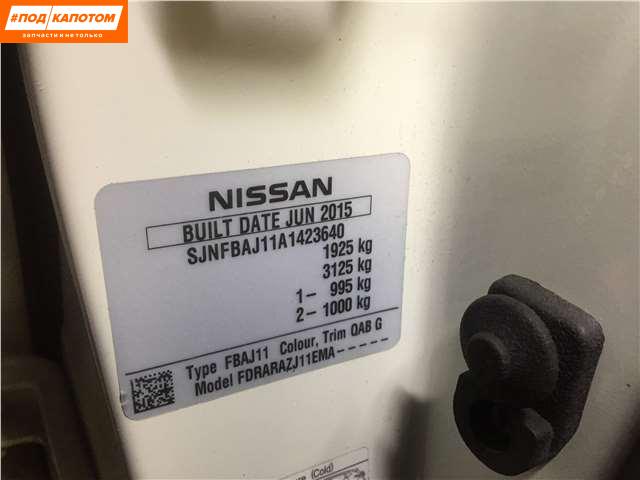 #ПОД КАПОТОМ
запчасти и не только
NISSAN
BUILT DATE JUN 2015
SJNFBAJ11A1423640
1925 kg
3125 kg
1– 995 kg
2– 1000 kg
Type FBAJ11 Colour, Trim QAB G
Model FDRARAZJ11EMA-----
(Cold)